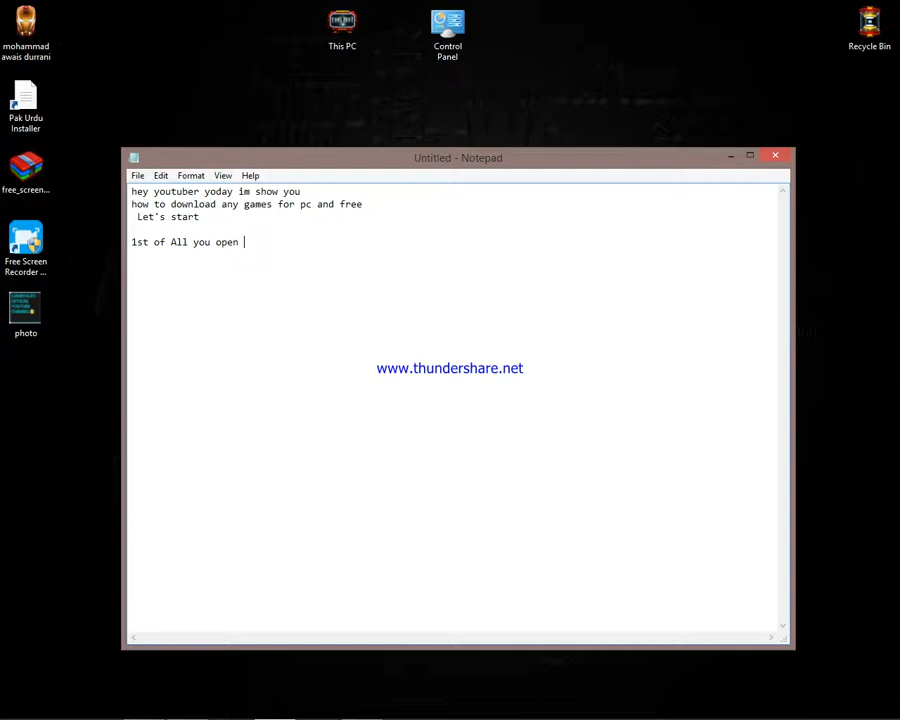 This PC
Control
Panel
Recycle Bin
mohammad
awais durrani
Pak Urdu
Installer
free_screen...
Free Screen
Recorder ...
photo
Untitled - Notepad
File Edit Format View Help
hey youtuber yoday im show you
how to download any games for pc and free
Let's start
1st of All you open
www.thundershare.net